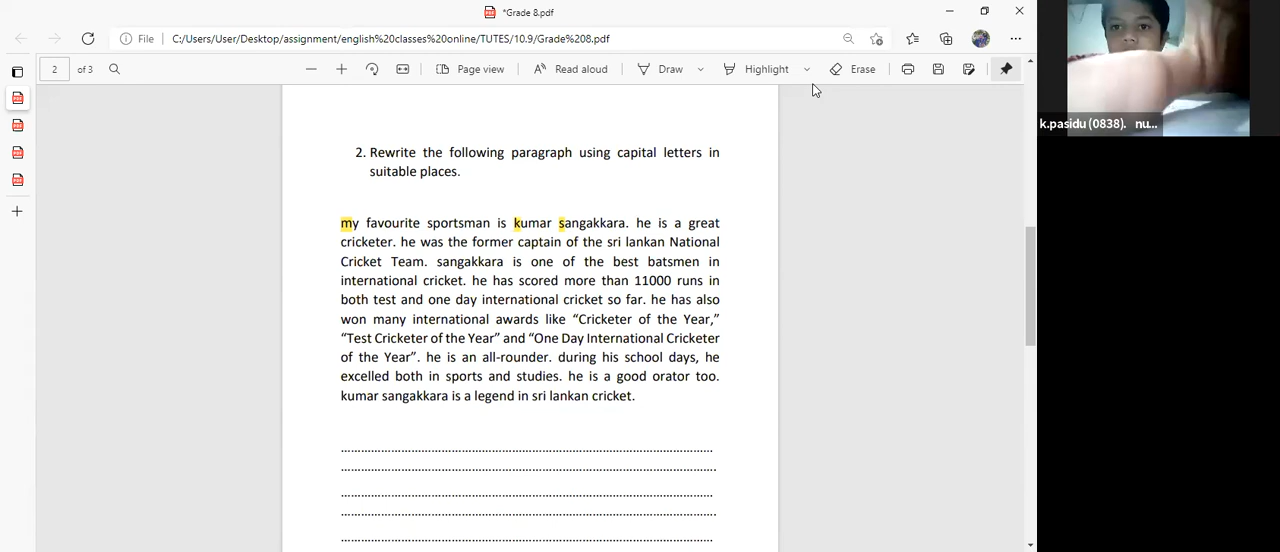 *Grade 8.pdf
File
C:/Users/User/Desktop/assignment/english%20classes%20online/TUTES/10.9/Grade%208.pdf
2 of 3
Page view
Read aloud
Draw
Highlight
Erase
k.pasidu (0838). nu...
2. Rewrite the following paragraph using capital letters in
suitable places.
my favourite sportsman is kumar sangakkara. he is a great
cricketer. he was the former captain of the sri lankan National
Cricket Team. sangakkara is one of the best batsmen in
international cricket. he has scored more than 11000 runs in
both test and one day international cricket so far. he has also
won many international awards like “Cricketer of the Year,”
“Test Cricketer of the Year” and “One Day International Cricketer
of the Year”. he is an all-rounder. during his school days, he
excelled both in sports and studies. he is a good orator too.
kumar sangakkara is a legend in sri lankan cricket.